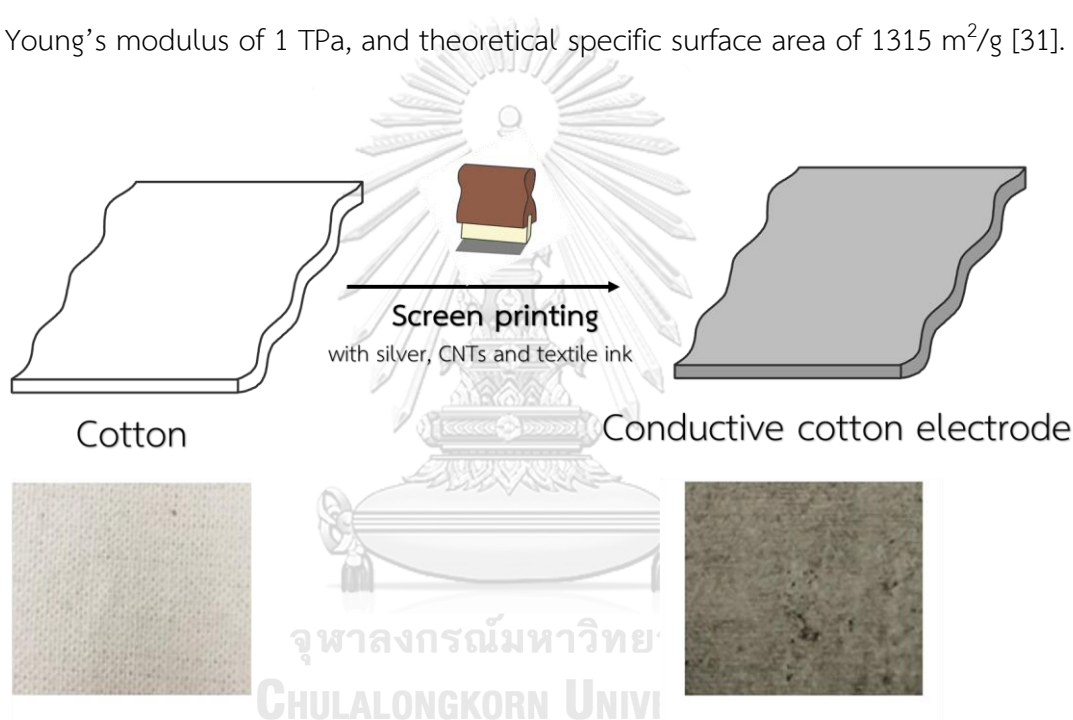 Young's modulus of 1 TPa, and theoretical specific surface area of 1315 m²/g [31].
Screen printing
with silver, CNTs and textile ink
Cotton
Conductive cotton electrode
จุฬาลงกรณ์มหาวิทย
CHULALONGKORN UNIV